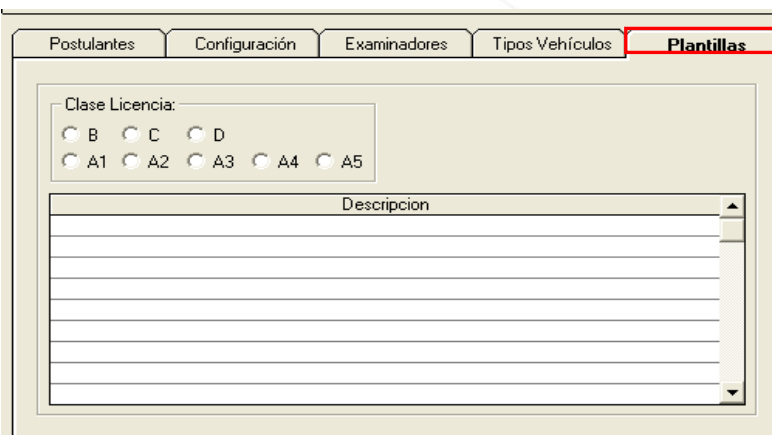 Postulantes Configuración Examinadores Tipos Vehículos Plantillas
Clase Licencia:
B C D
A1 A2 A3 A4 A5
Descripcion